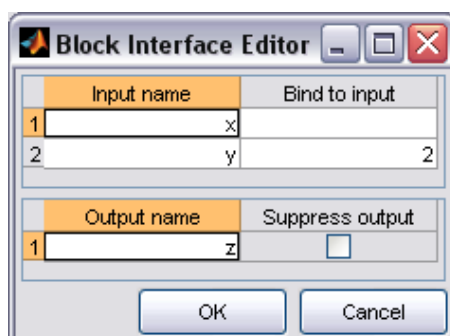 Block Interface Editor
Input name Bind to input
1 x
2 y 2
Output name Suppress output
1 z
OK Cancel